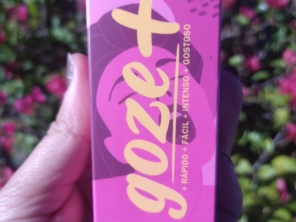 goze+
+ RÁPIDO + FÁCIL + INTENSO + GOSTOSO